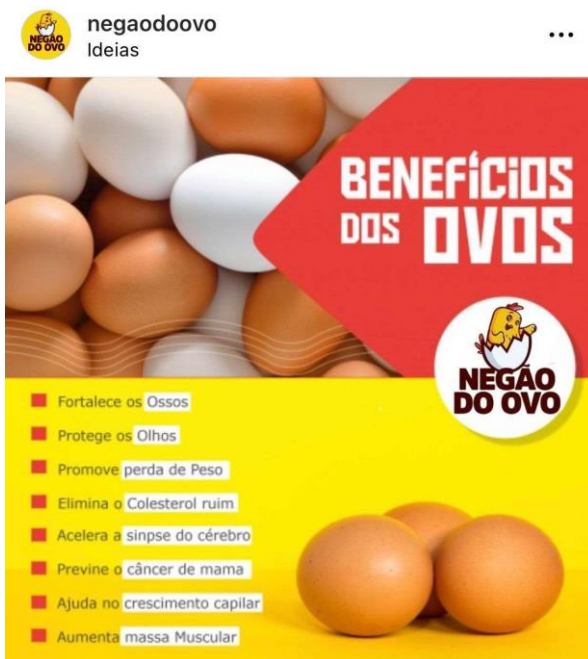 negaodoovo
Ideias
NEGÃO
DO OVO
BENEFÍCIOS
DOS OVOS
NEGÃO
DO OVO
Fortalece os Ossos
Protege os Olhos
Promove perda de Peso
Elimina o Colesterol ruim
Acelera a sinpse do cérebro
Previne o câncer de mama
Ajuda no crescimento capilar
Aumenta massa Muscular